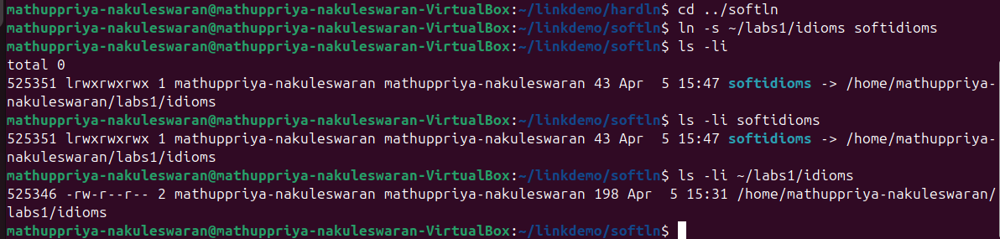 mathuppriya-nakuleswaran@mathuppriya-nakuleswaran-VirtualBox:~/linkdemo/hardln$ cd ../softln
mathuppriya-nakuleswaran@mathuppriya-nakuleswaran-VirtualBox:~/linkdemo/softln$ ln -s ~/labs1/idioms softidioms
mathuppriya-nakuleswaran@mathuppriya-nakuleswaran-VirtualBox:~/linkdemo/softln$ ls -li
total 0
525351 lrwxrwxrwx 1 mathuppriya-nakuleswaran mathuppriya-nakuleswaran 43 Apr  5 15:47 softidioms -> /home/mathuppriya-
nakuleswaran/labs1/idioms
mathuppriya-nakuleswaran@mathuppriya-nakuleswaran-VirtualBox:~/linkdemo/softln$ ls -li softidioms
525351 lrwxrwxrwx 1 mathuppriya-nakuleswaran mathuppriya-nakuleswaran 43 Apr  5 15:47 softidioms -> /home/mathuppriya-
nakuleswaran/labs1/idioms
mathuppriya-nakuleswaran@mathuppriya-nakuleswaran-VirtualBox:~/linkdemo/softln$ ls -li ~/labs1/idioms
525346 -rw-r--r-- 2 mathuppriya-nakuleswaran mathuppriya-nakuleswaran 198 Apr  5 15:31 /home/mathuppriya-nakuleswaran/
labs1/idioms
mathuppriya-nakuleswaran@mathuppriya-nakuleswaran-VirtualBox:~/linkdemo/softln$